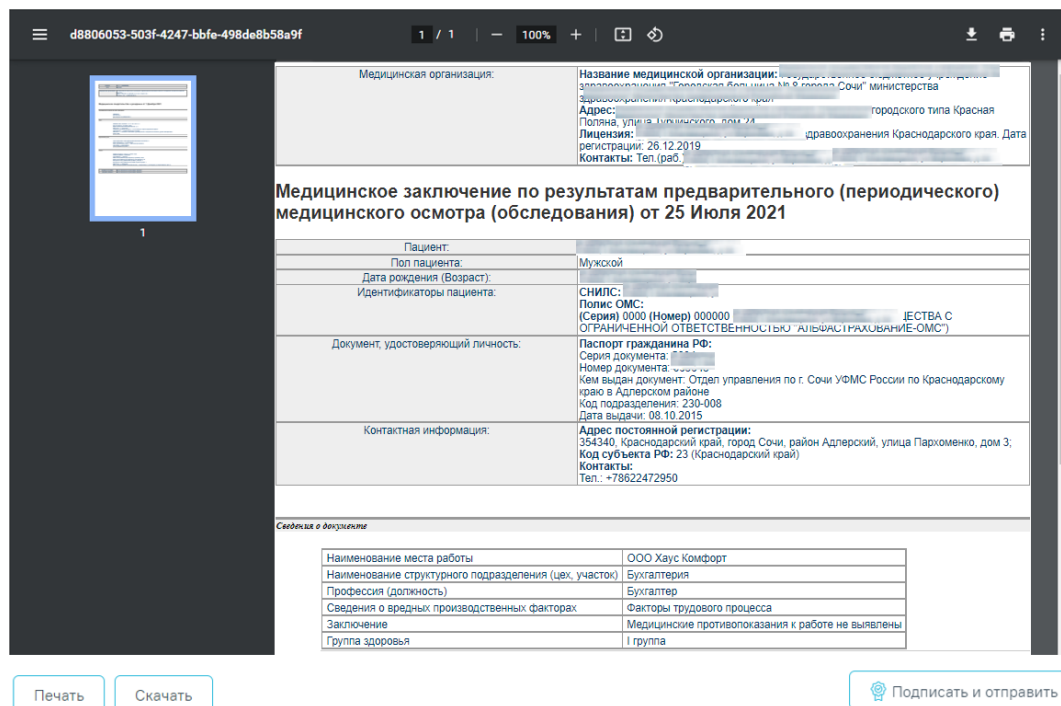 d8806053-503f-4247-bbfe-498de8b58a9f
1 / 1
100%
1
Медицинская организация:
Название медицинской организации:
здравоохранения "Городская больница № 8 города Сочи" министерства
здравоохранения Краснодарского края
Адрес: городского типа Красная
Поляна, улица Турчинского, дом 24
Лицензия: здравоохранения Краснодарского края. Дата
регистрации: 26.12.2019
Контакты: Тел.(раб.)
Медицинское заключение по результатам предварительного (периодического)
медицинского осмотра (обследования) от 25 Июля 2021
Пациент:
Пол пациента: Мужской
Дата рождения (Возраст):
Идентификаторы пациента: СНИЛС:
Полис ОМС:
(Серия) 0000 (Номер) 000000 ЦЕСТВА С
ОГРАНИЧЕННОЙ ОТВЕТСТВЕННОСТЬЮ "АЛЬФАСТРАХОВАНИЕ-ОМС")
Документ, удостоверяющий личность: Паспорт гражданина РФ:
Серия документа:
Номер документа:
Кем выдан документ: Отдел управления по г. Сочи УФМС России по Краснодарскому
краю в Адлерском районе
Код подразделения: 230-008
Дата выдачи: 08.10.2015
Контактная информация: Адрес постоянной регистрации:
354340, Краснодарский край, город Сочи, район Адлерский, улица Пархоменко, дом 3;
Код субъекта РФ: 23 (Краснодарский край)
Контакты:
Тел.: +78622472950
Сведения о документе
Наименование места работы ООО Хаус Комфорт
Наименование структурного подразделения (цех, участок) Бухгалтерия
Профессия (должность) Бухгалтер
Сведения о вредных производственных факторах Факторы трудового процесса
Заключение Медицинские противопоказания к работе не выявлены
Группа здоровья I группа
Печать
Скачать
Подписать и отправить